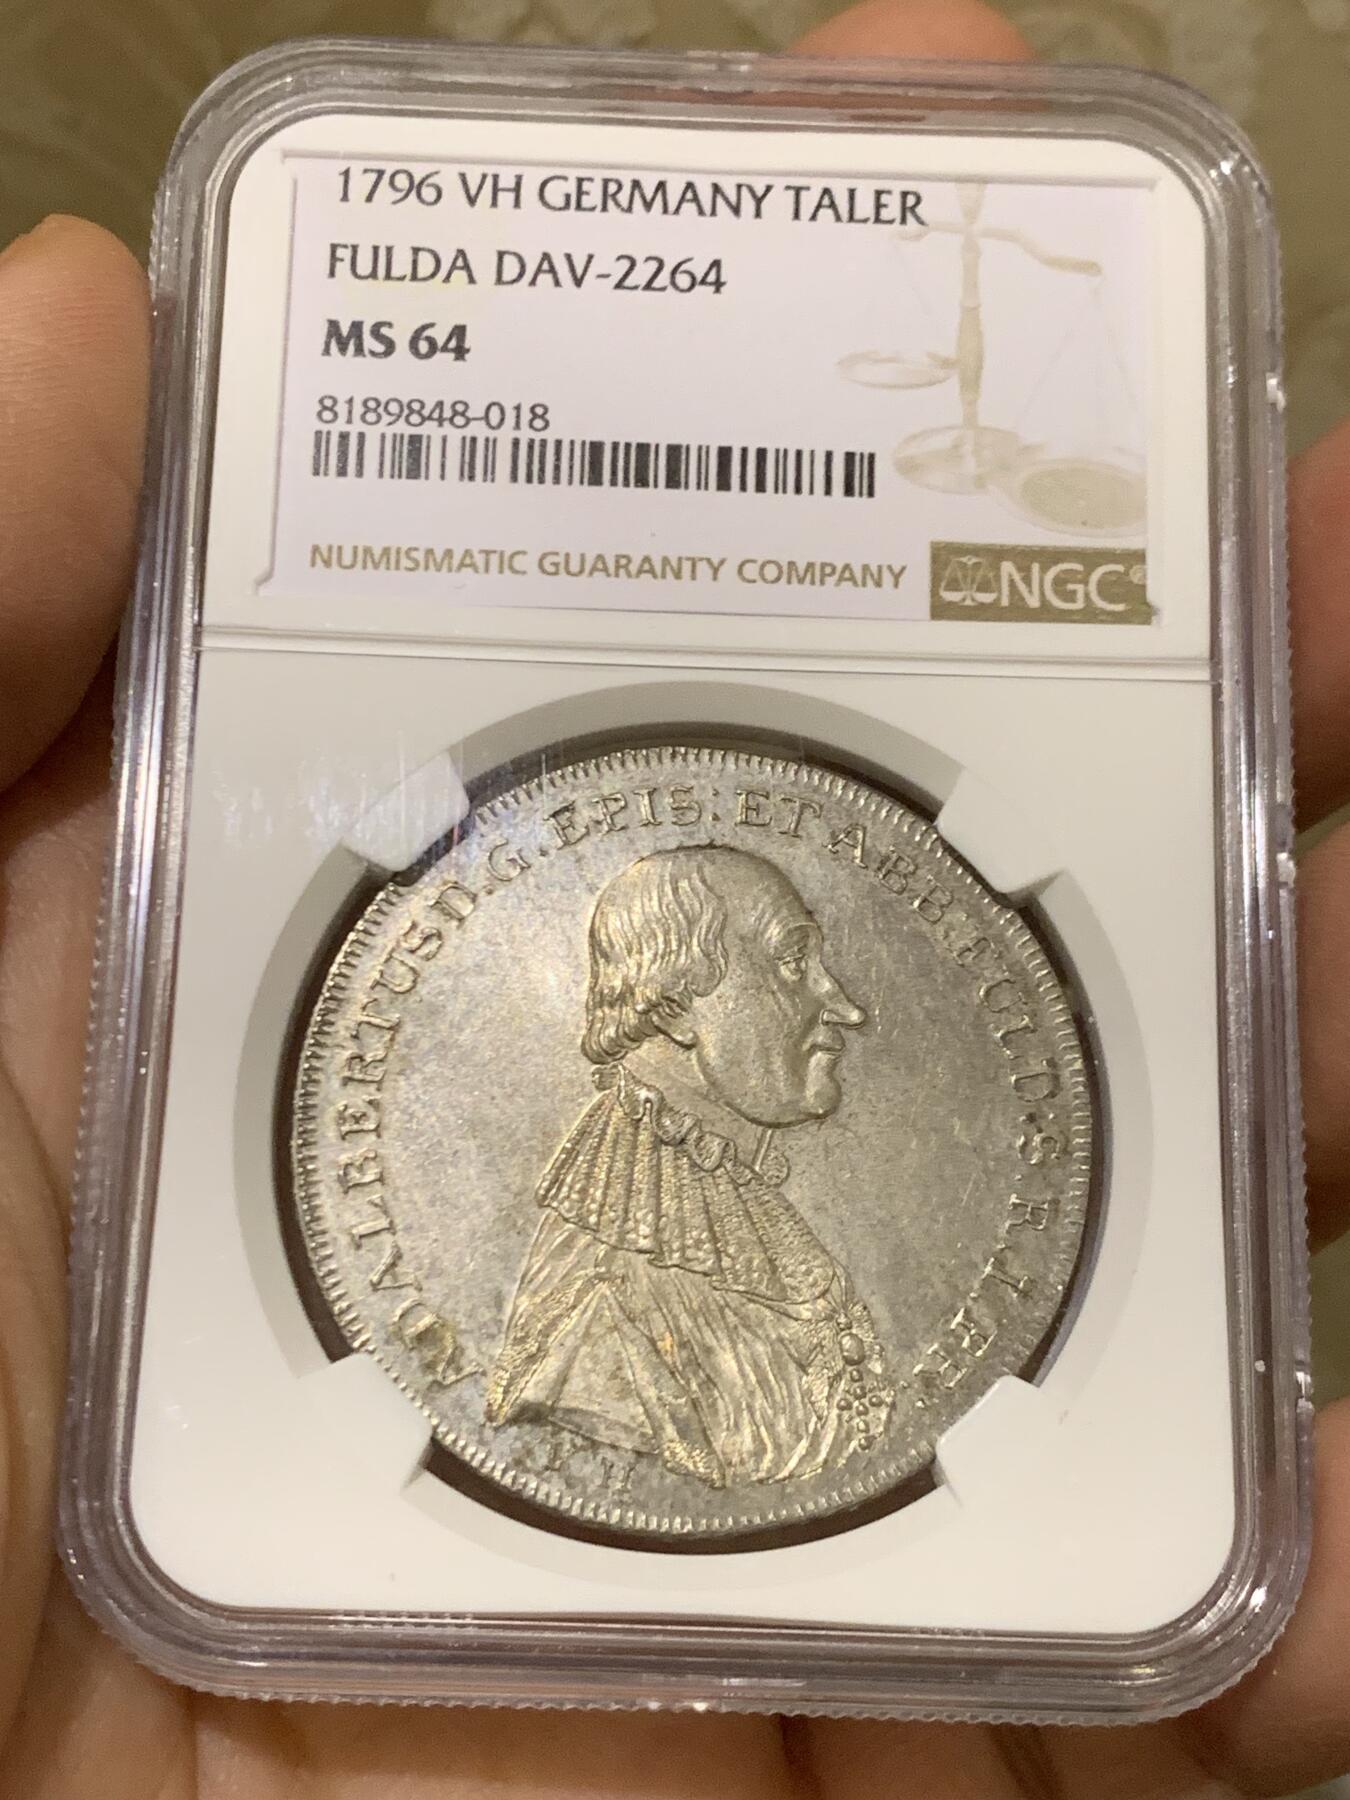 1796 VH GERMANY TALER
FULDA DAV-2264
MS 64
8189848-018
NUMISMATIC GUARANTY COMPANY
NGC
ADALBERTUS D.G. EPIS: ET ABB. FULD: S. R. I. PR.
V H